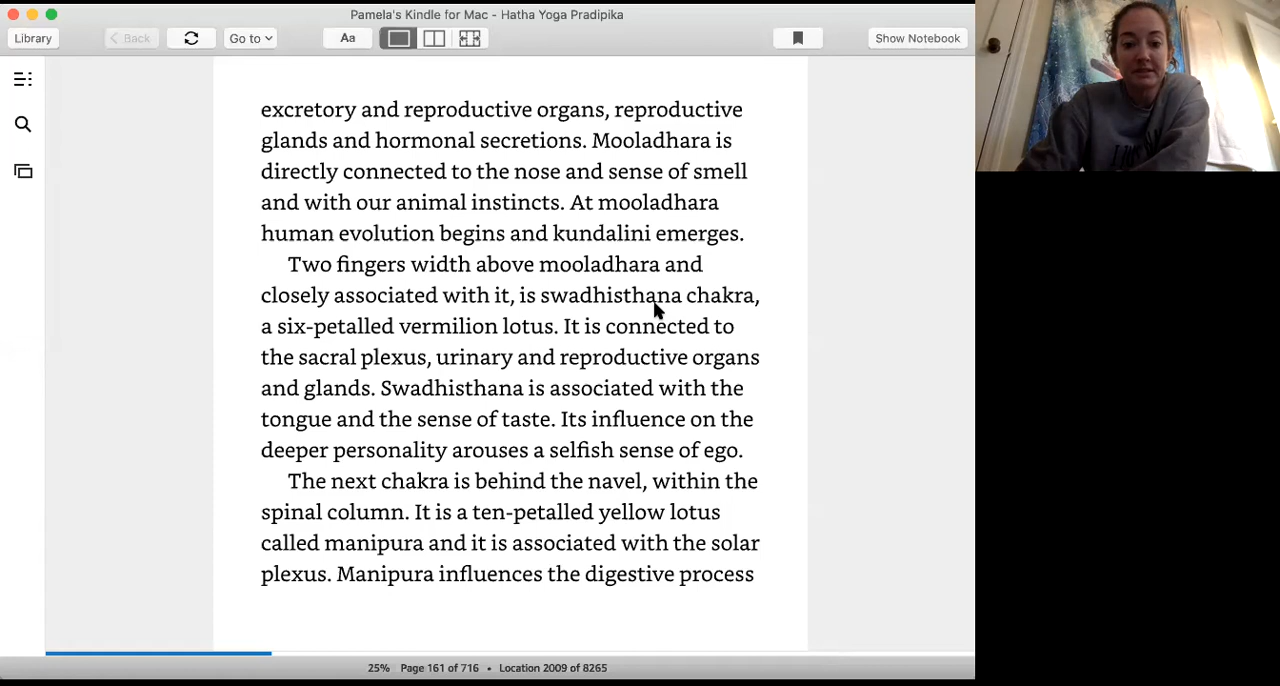 Pamela's Kindle for Mac - Hatha Yoga Pradipika
Library
Back
Go to
Aa
Show Notebook
excretory and reproductive organs, reproductive
glands and hormonal secretions. Mooladhara is
directly connected to the nose and sense of smell
and with our animal instincts. At mooladhara
human evolution begins and kundalini emerges.
Two fingers width above mooladhara and
closely associated with it, is swadhisthana chakra,
a six-petalled vermilion lotus. It is connected to
the sacral plexus, urinary and reproductive organs
and glands. Swadhisthana is associated with the
tongue and the sense of taste. Its influence on the
deeper personality arouses a selfish sense of ego.
The next chakra is behind the navel, within the
spinal column. It is a ten-petalled yellow lotus
called manipura and it is associated with the solar
plexus. Manipura influences the digestive process
25% Page 161 of 716 • Location 2009 of 8265